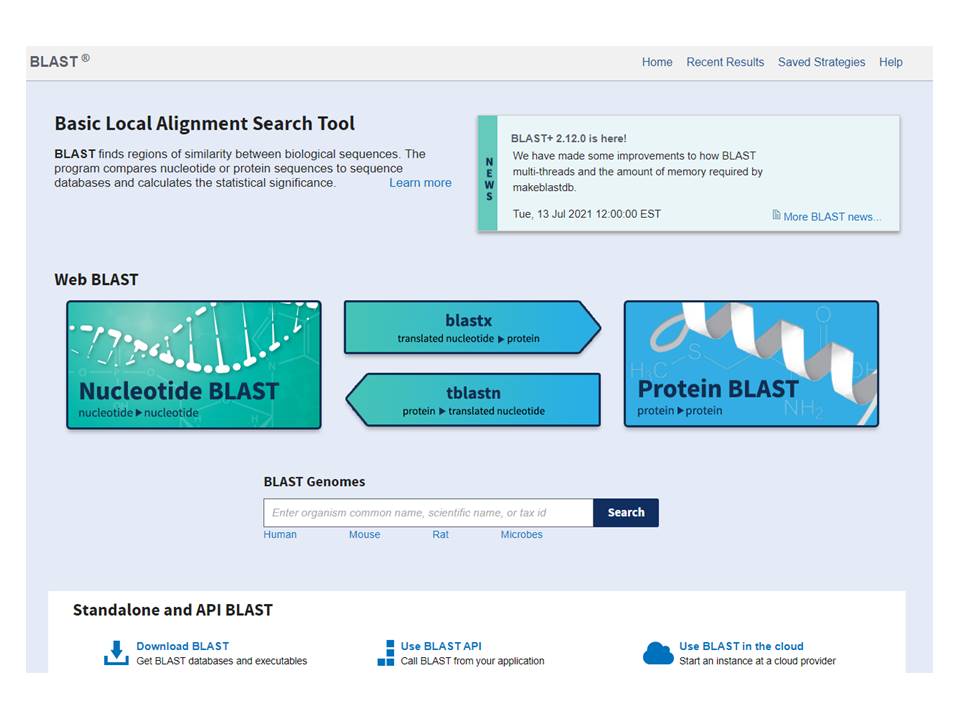 BLAST ®
Home Recent Results Saved Strategies Help
Basic Local Alignment Search Tool
BLAST finds regions of similarity between biological sequences. The
program compares nucleotide or protein sequences to sequence
databases and calculates the statistical significance. Learn more
NEWS
BLAST+ 2.12.0 is here!
We have made some improvements to how BLAST
multi-threads and the amount of memory required by
makeblastdb.
Tue, 13 Jul 2021 12:00:00 EST
More BLAST news...
Web BLAST
Nucleotide BLAST
nucleotide ▶ nucleotide
blastx
translated nucleotide ▶ protein
tblastn
protein ▶ translated nucleotide
Protein BLAST
protein ▶ protein
H₃C
S
O
OH
NH₂
BLAST Genomes
Enter organism common name, scientific name, or tax id
Search
Human Mouse Rat Microbes
Standalone and API BLAST
Download BLAST
Get BLAST databases and executables
Use BLAST API
Call BLAST from your application
Use BLAST in the cloud
Start an instance at a cloud provider